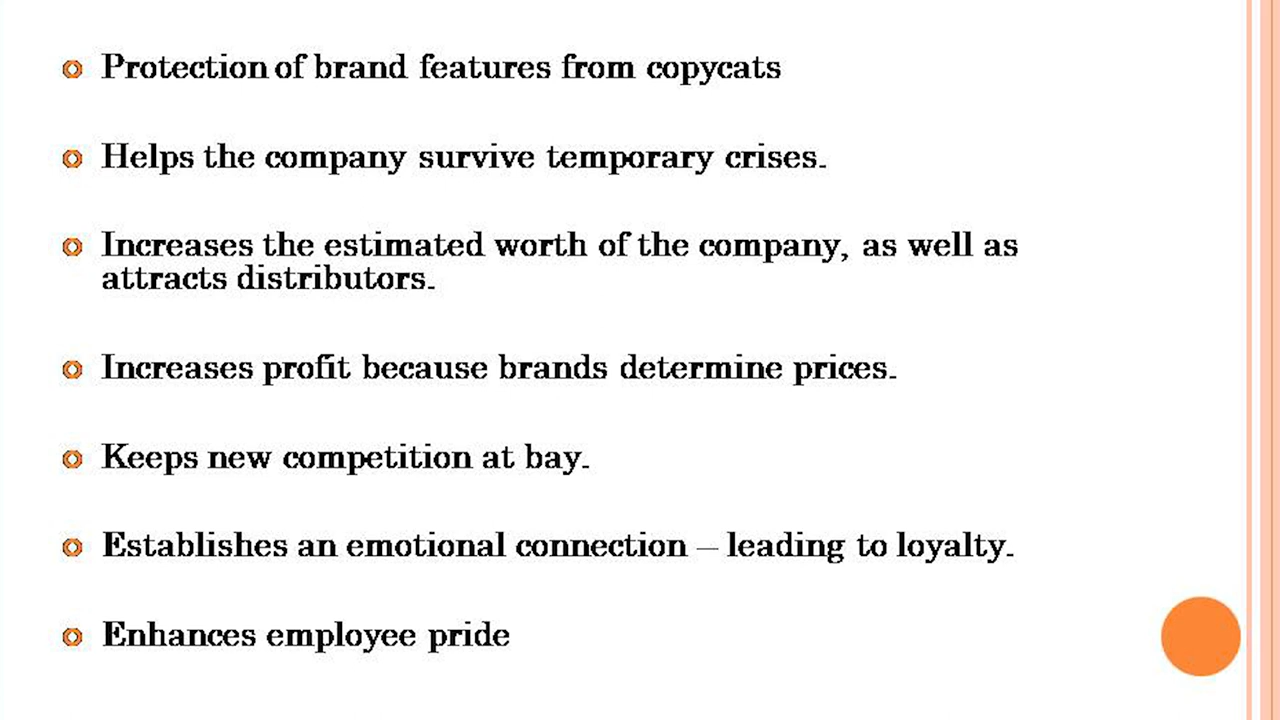 Protection of brand features from copycats
Helps the company survive temporary crises.
Increases the estimated worth of the company, as well as
attracts distributors.
Increases profit because brands determine prices.
Keeps new competition at bay.
Establishes an emotional connection – leading to loyalty.
Enhances employee pride